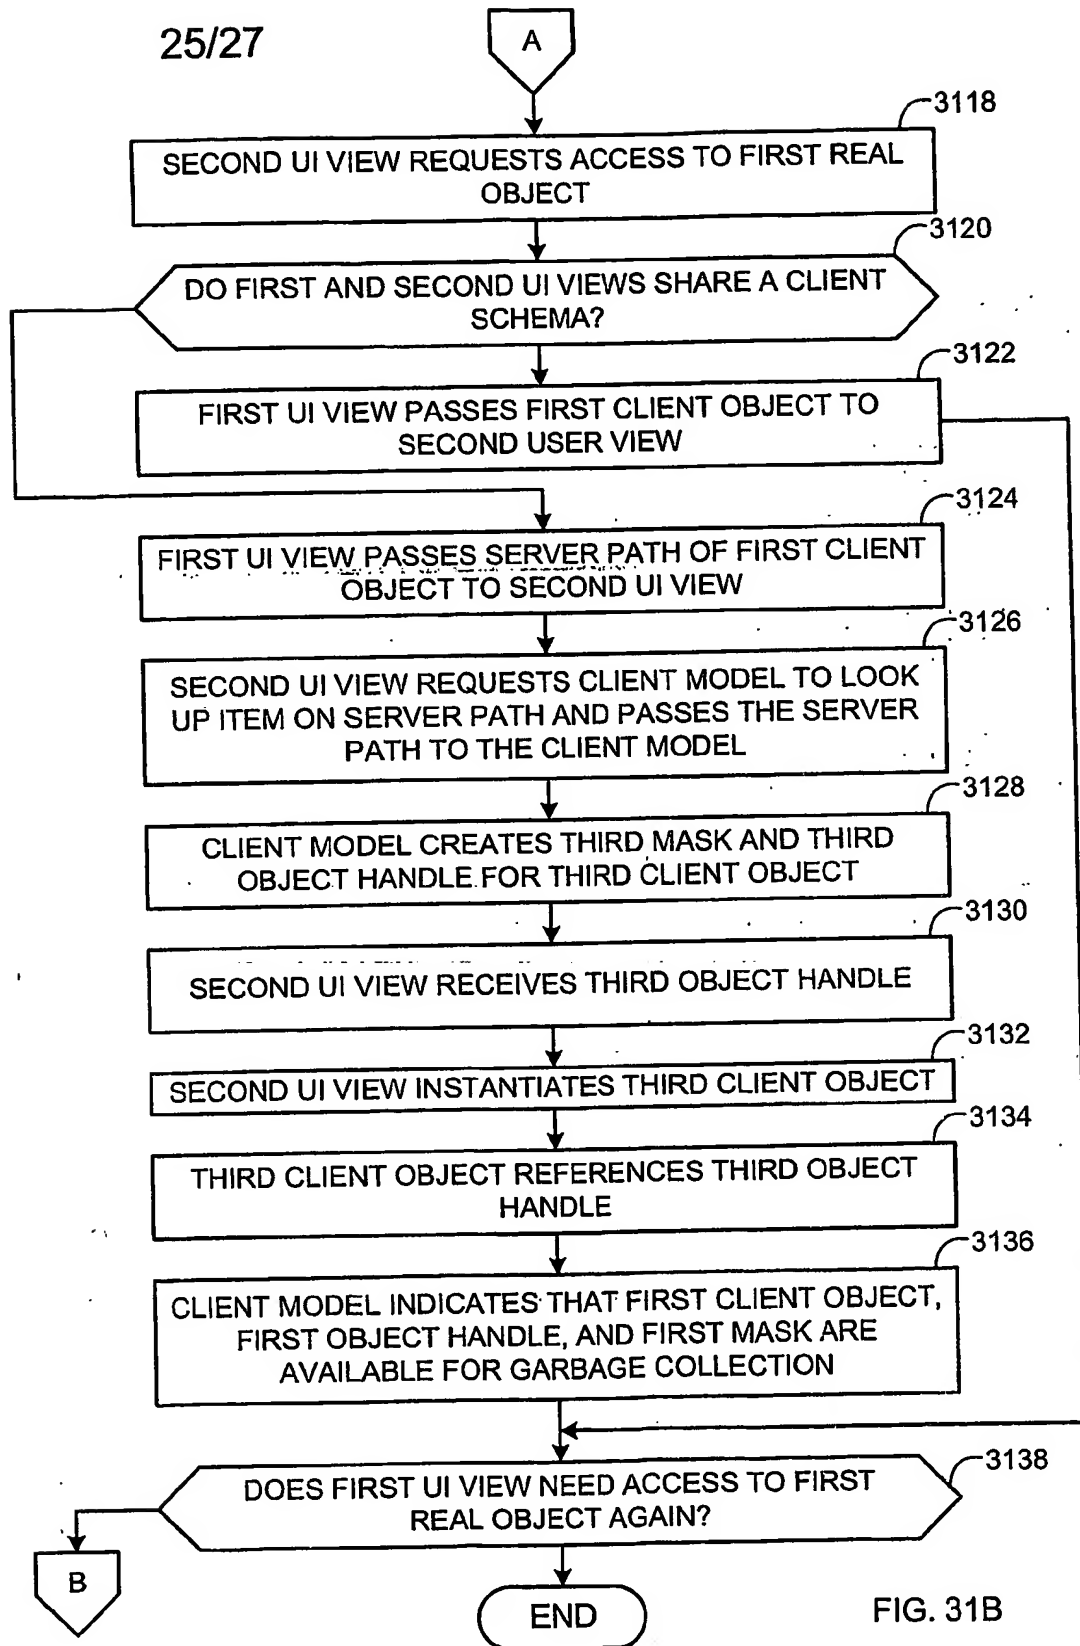 25/27
A
3118
SECOND UI VIEW REQUESTS ACCESS TO FIRST REAL
OBJECT
3120
DO FIRST AND SECOND UI VIEWS SHARE A CLIENT
SCHEMA?
3122
FIRST UI VIEW PASSES FIRST CLIENT OBJECT TO
SECOND USER VIEW
3124
FIRST UI VIEW PASSES SERVER PATH OF FIRST CLIENT
OBJECT TO SECOND UI VIEW
3126
SECOND UI VIEW REQUESTS CLIENT MODEL TO LOOK
UP ITEM ON SERVER PATH AND PASSES THE SERVER
PATH TO THE CLIENT MODEL
3128
CLIENT MODEL CREATES THIRD MASK AND THIRD
OBJECT HANDLE FOR THIRD CLIENT OBJECT
3130
SECOND UI VIEW RECEIVES THIRD OBJECT HANDLE
3132
SECOND UI VIEW INSTANTIATES THIRD CLIENT OBJECT
3134
THIRD CLIENT OBJECT REFERENCES THIRD OBJECT
HANDLE
3136
CLIENT MODEL INDICATES THAT FIRST CLIENT OBJECT,
FIRST OBJECT HANDLE, AND FIRST MASK ARE
AVAILABLE FOR GARBAGE COLLECTION
3138
DOES FIRST UI VIEW NEED ACCESS TO FIRST
REAL OBJECT AGAIN?
B
END
FIG. 31B